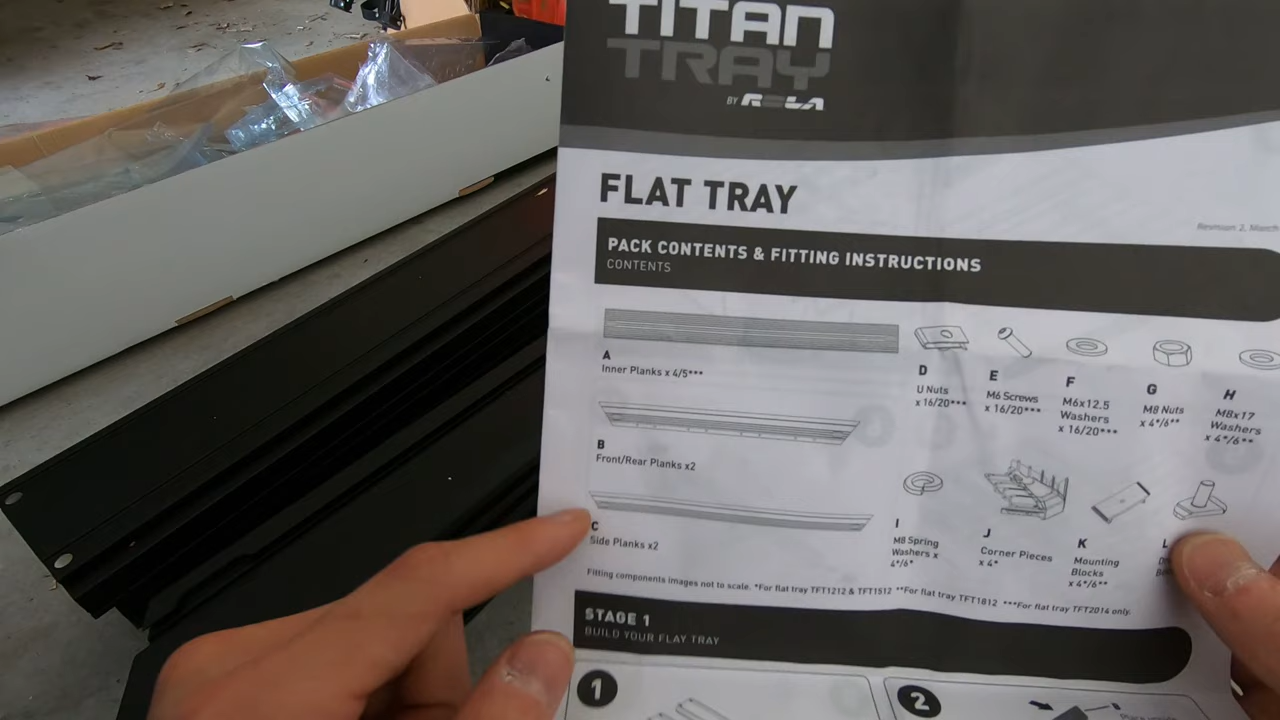 TITAN
TRAY
BY RELA
FLAT TRAY
Revision 2, March
PACK CONTENTS & FITTING INSTRUCTIONS
CONTENTS
A
Inner Planks x 4/5***
B
Front/Rear Planks x2
C
Side Planks x2
D
U Nuts
x 16/20***
E
M6 Screws
x 16/20***
F
M6x12.5
Washers
x 16/20***
G
M8 Nuts
x 4*/6**
H
M8x17
Washers
x 4*/6**
I
M8 Spring
Washers x
4*/6*
J
Corner Pieces
x 4*
K
Mounting
Blocks
x 4*/6**
L
Fitting components images not to scale. *For flat tray TFT1212 & TFT1512 **For flat tray TFT1812 ***For flat tray TFT2014 only.
STAGE 1
BUILD YOUR FLAY TRAY
1
2